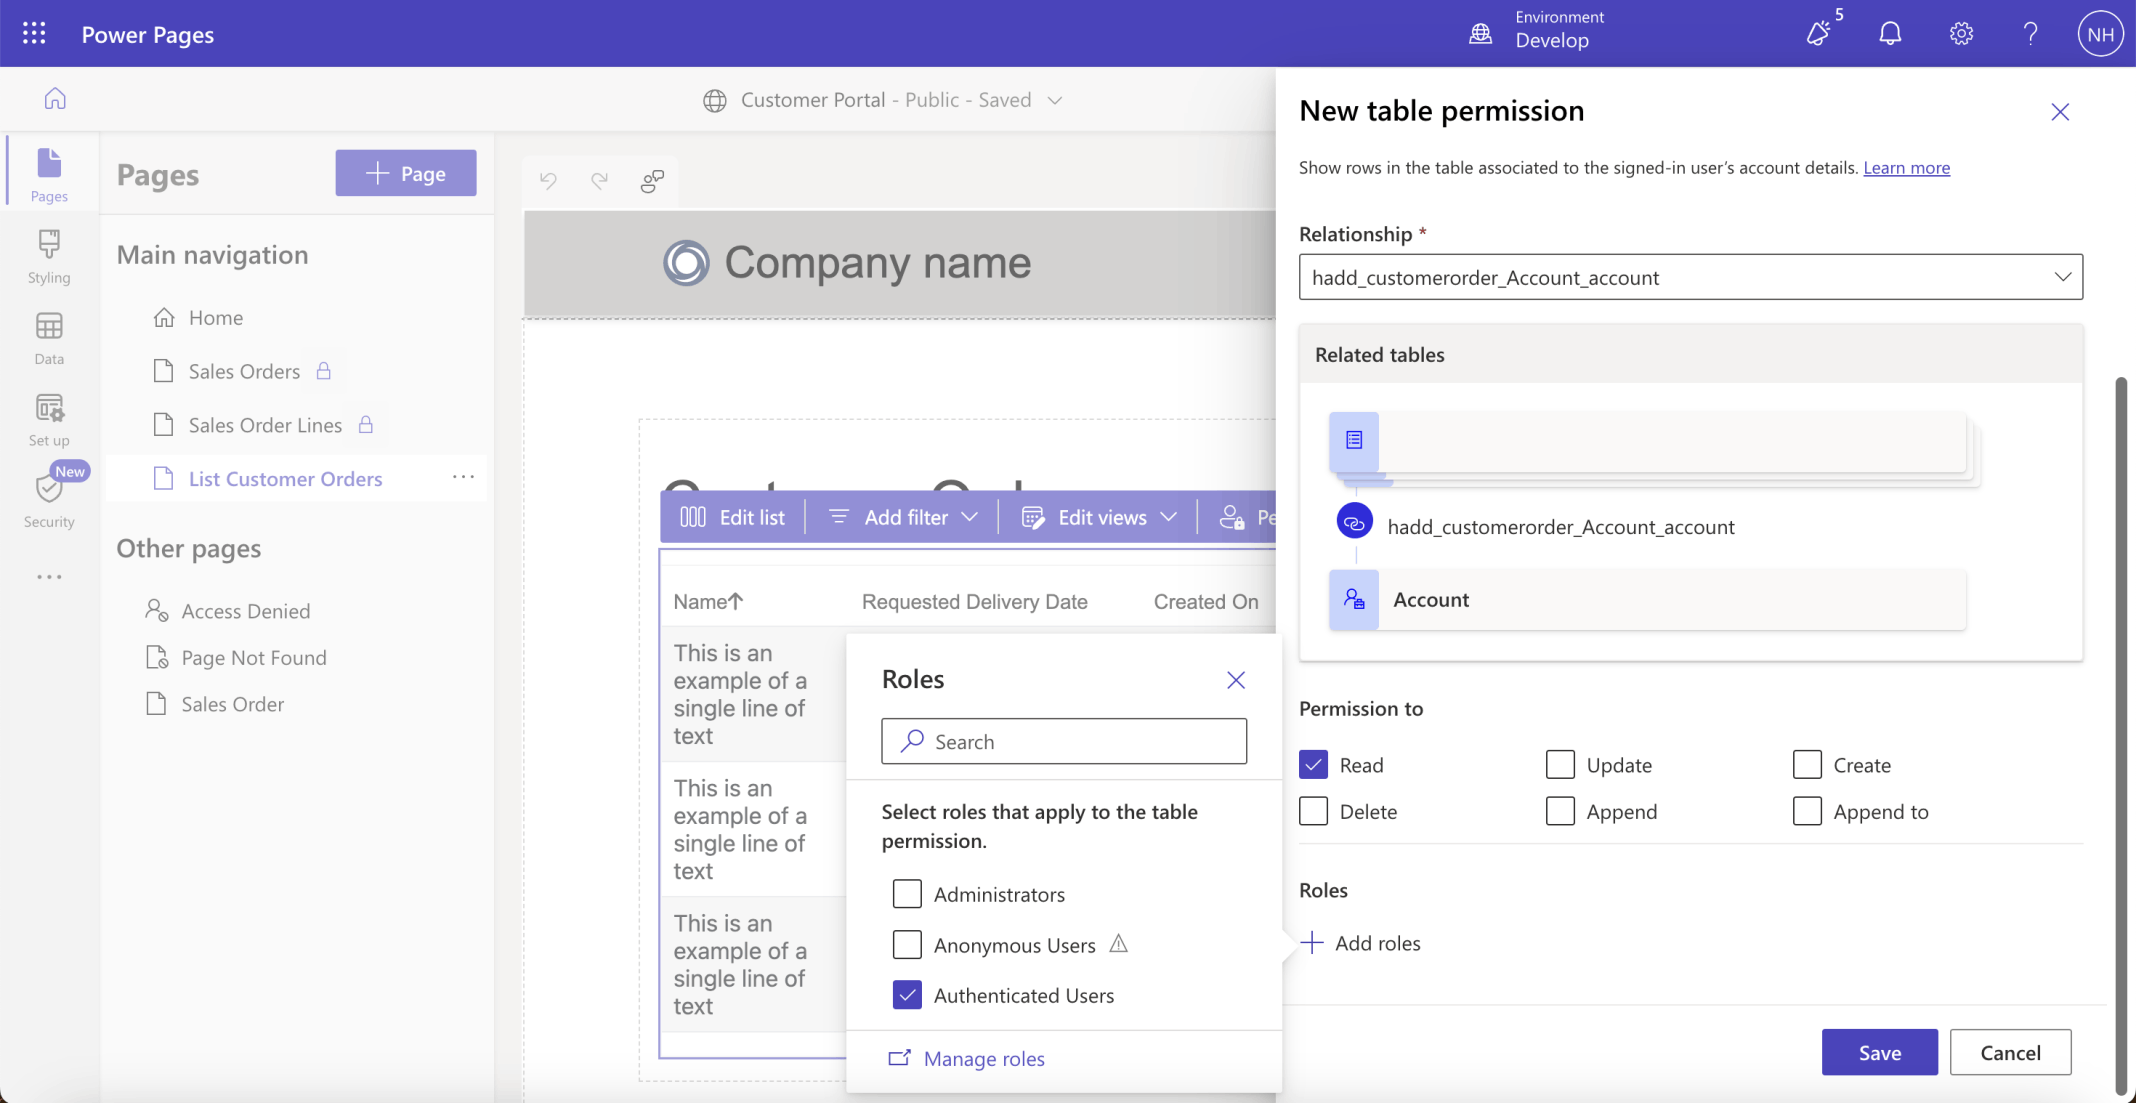 Power Pages
Environment
Develop
5
NH
Customer Portal - Public - Saved
Pages
Styling
Data
Set up
New
Security
Pages
Page
Main navigation
Home
Sales Orders
Sales Order Lines
List Customer Orders
Other pages
Access Denied
Page Not Found
Sales Order
Company name
Edit list
Add filter
Edit views
Name
Requested Delivery Date
Created On
This is an
example of a
single line of
text
This is an
example of a
single line of
text
This is an
example of a
single line of
text
Roles
Search
Select roles that apply to the table
permission.
Administrators
Anonymous Users
Authenticated Users
Manage roles
New table permission
Show rows in the table associated to the signed-in user’s account details. Learn more
Relationship *
hadd_customerorder_Account_account
Related tables
hadd_customerorder_Account_account
Account
Permission to
Read
Update
Create
Delete
Append
Append to
Roles
Add roles
Save
Cancel